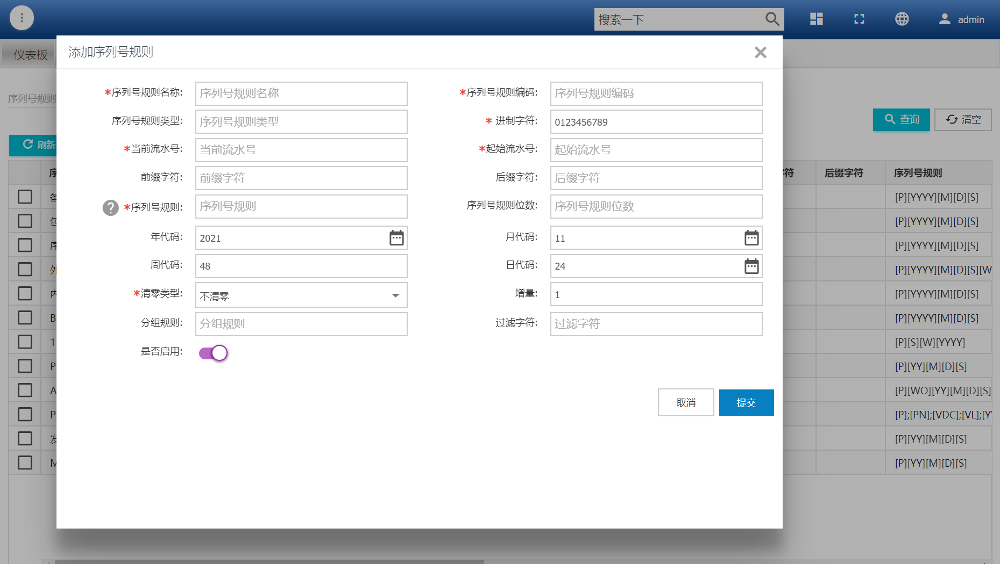 搜索一下
admin
仪表板
添加序列号规则
序列号规则
*序列号规则名称: 序列号规则名称
*序列号规则编码: 序列号规则编码
序列号规则类型: 序列号规则类型
* 进制字符: 0123456789
查询
清空
*当前流水号: 当前流水号
*起始流水号: 起始流水号
刷新
前缀字符: 前缀字符
后缀字符: 后缀字符
序
符 后缀字符 序列号规则
*序列号规则: 序列号规则
序列号规则位数: 序列号规则位数
年代码: 2021
月代码: 11
周代码: 48
日代码: 24
*清零类型: 不清零
增量: 1
分组规则: 分组规则
过滤字符: 过滤字符
是否启用:
取消
提交
[P][YYYY][M][D][S]
包 [P][YYYY][M][D][S]
序 [P][YYYY][M][D][S]
外 [P][YYYY][M][D][S][W
内 [P][YYYY][M][D][S]
B [P][YYYY][M][D][S]
1 [P][S][W][YYYY]
P [P][YY][M][D][S]
A [P][WO][YY][M][D][S]
P [P];[PN];[VDC];[VL];[Y
发 [P][YY][M][D][S]
M [P][YY][M][D][S]